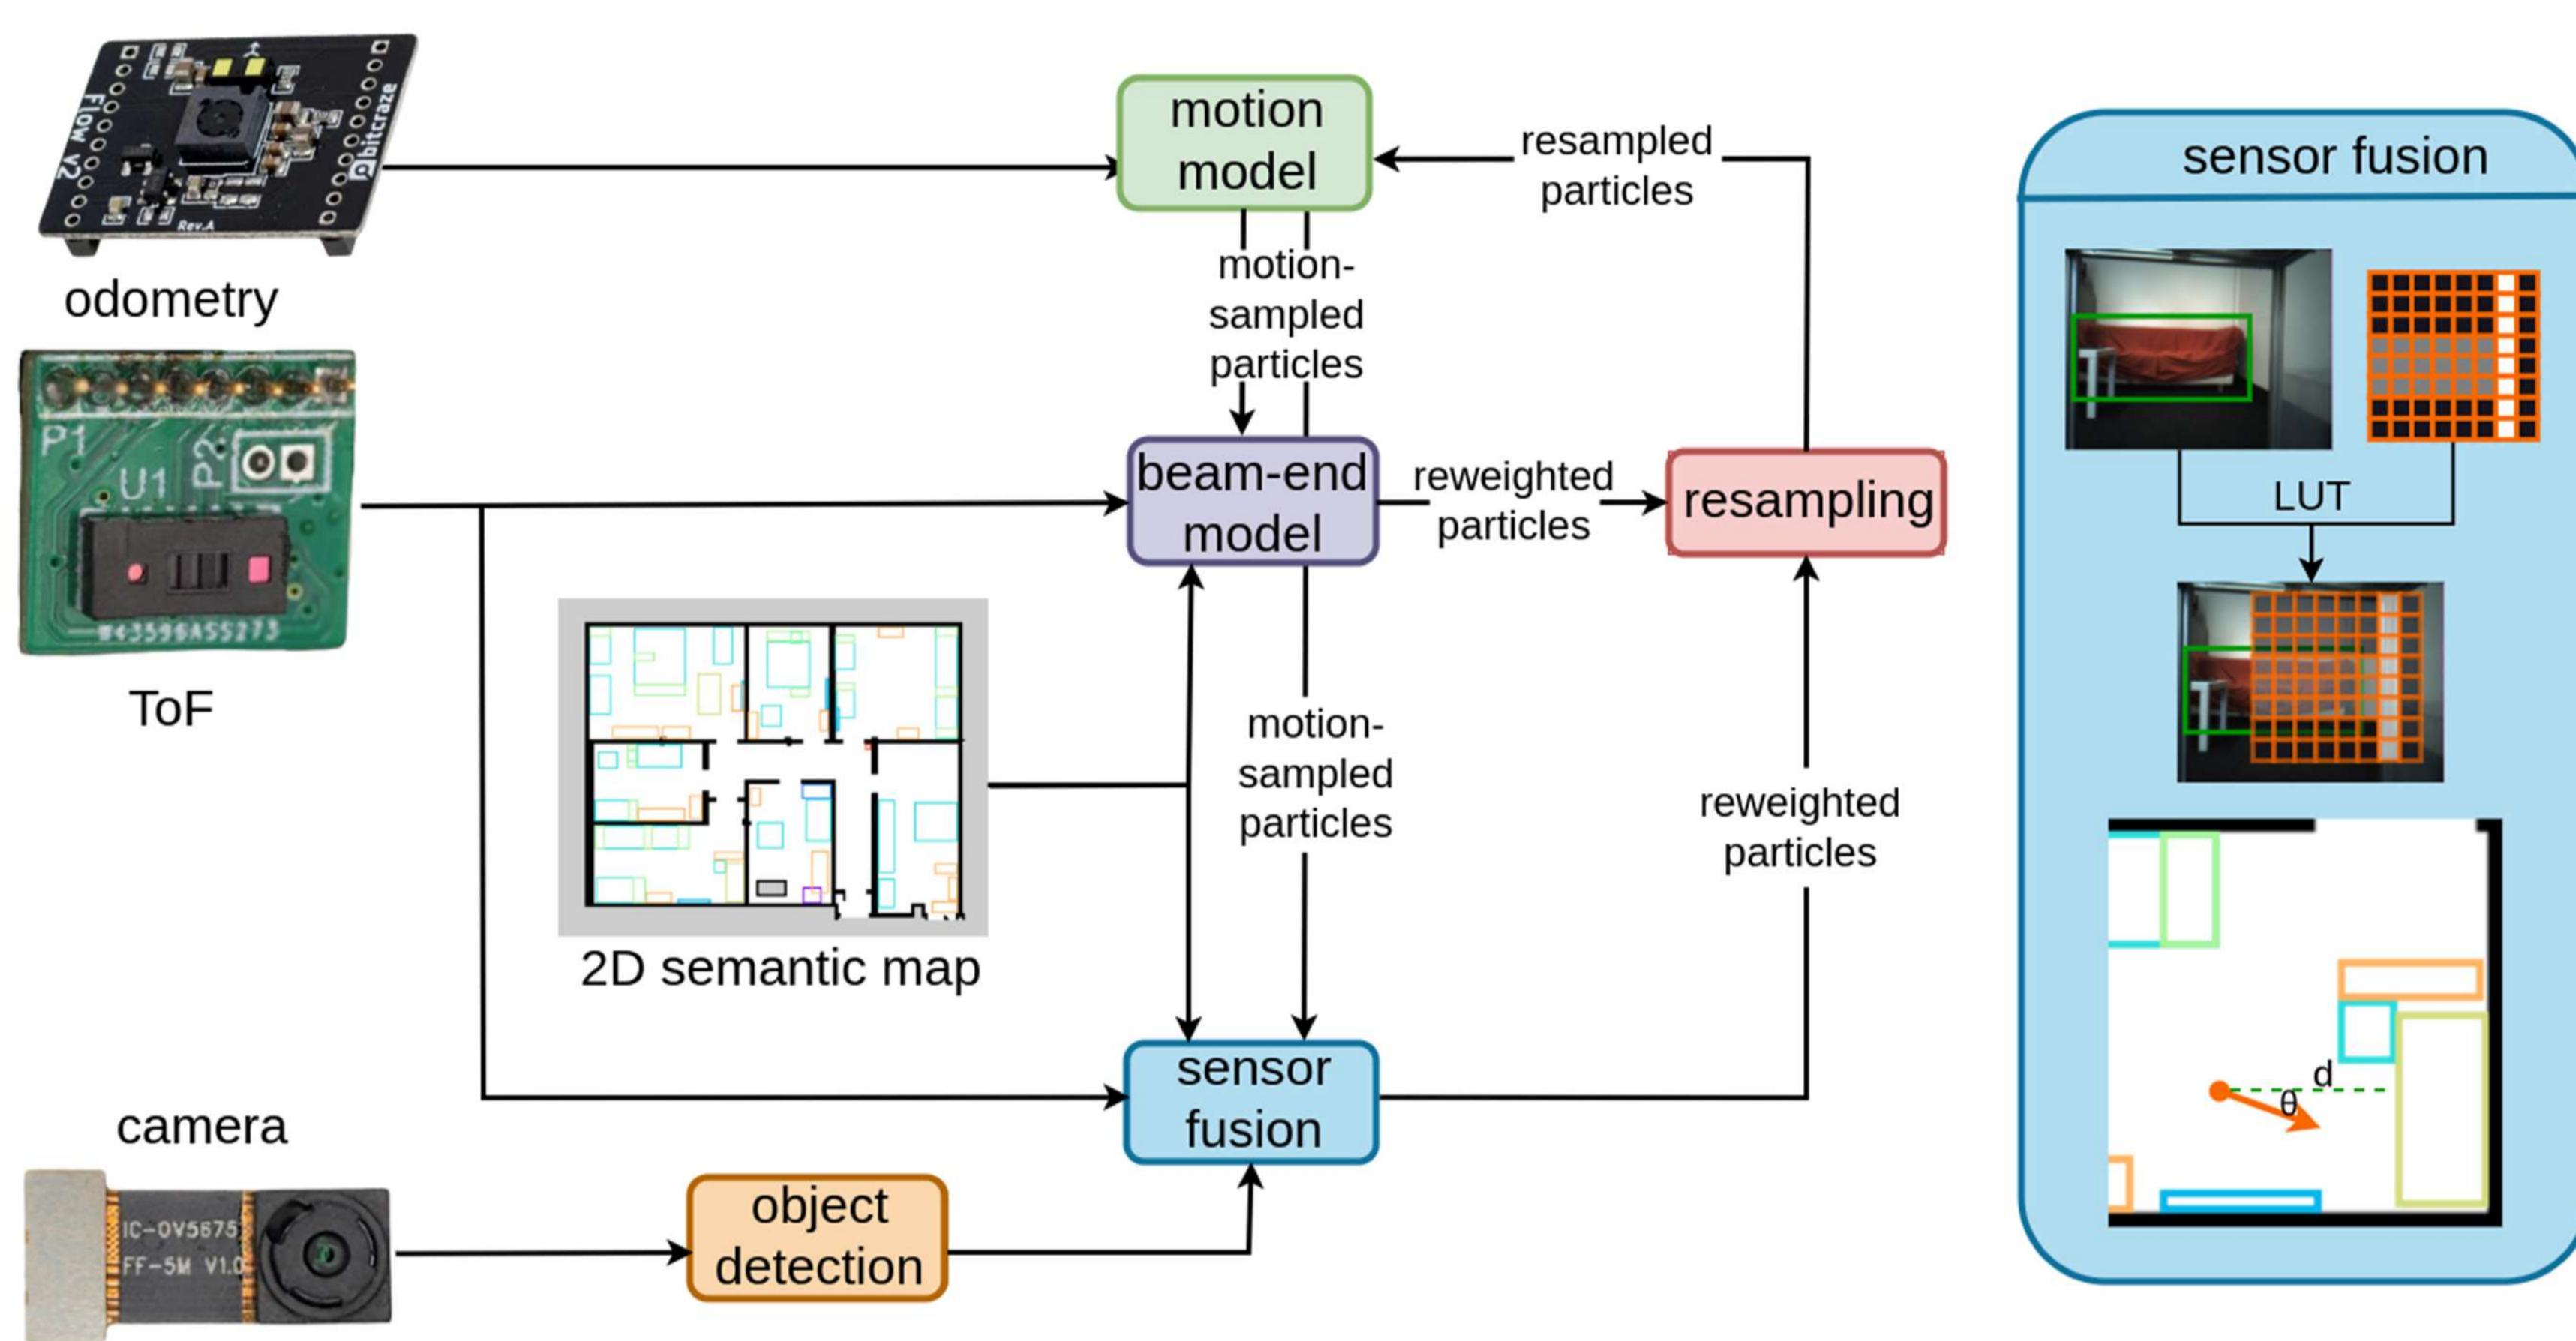 Flow V2
bitcraze
Rev.A
odometry
P1
U1
P2
W43596A55273
ToF
camera
IC-OV5675
FF-5M V1.0
object
detection
2D semantic map
motion
model
motion-
sampled
particles
beam-end
model
motion-
sampled
particles
sensor
fusion
resampled
particles
reweighted
particles
resampling
reweighted
particles
sensor fusion
LUT
d
θ